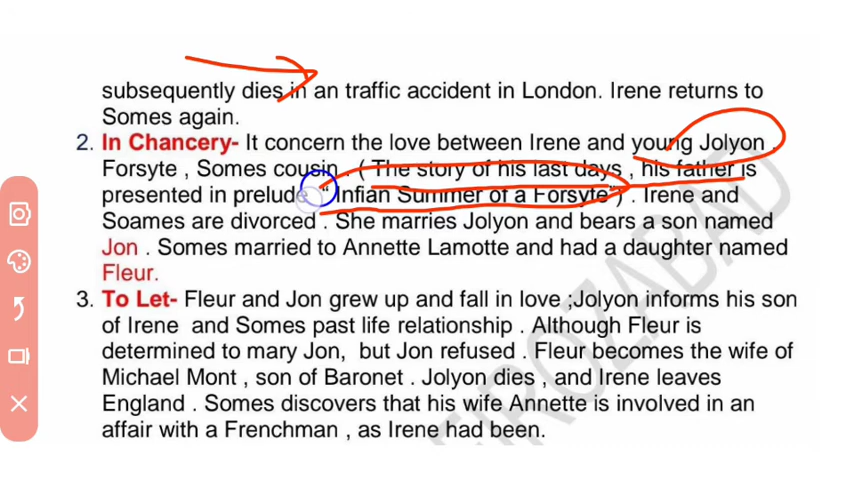 subsequently dies in an traffic accident in London. Irene returns to
Somes again.
2. In Chancery- It concern the love between Irene and young Jolyon .
Forsyte , Somes cousin . ( The story of his last days , his father is
presented in prelude " Infian Summer of a Forsyte") . Irene and
Soames are divorced . She marries Jolyon and bears a son named
Jon . Somes married to Annette Lamotte and had a daughter named
Fleur.
3. To Let- Fleur and Jon grew up and fall in love ;Jolyon informs his son
of Irene and Somes past life relationship . Although Fleur is
determined to mary Jon, but Jon refused . Fleur becomes the wife of
Michael Mont , son of Baronet . Jolyon dies , and Irene leaves
England . Somes discovers that his wife Annette is involved in an
affair with a Frenchman , as Irene had been.
FIROZABAD